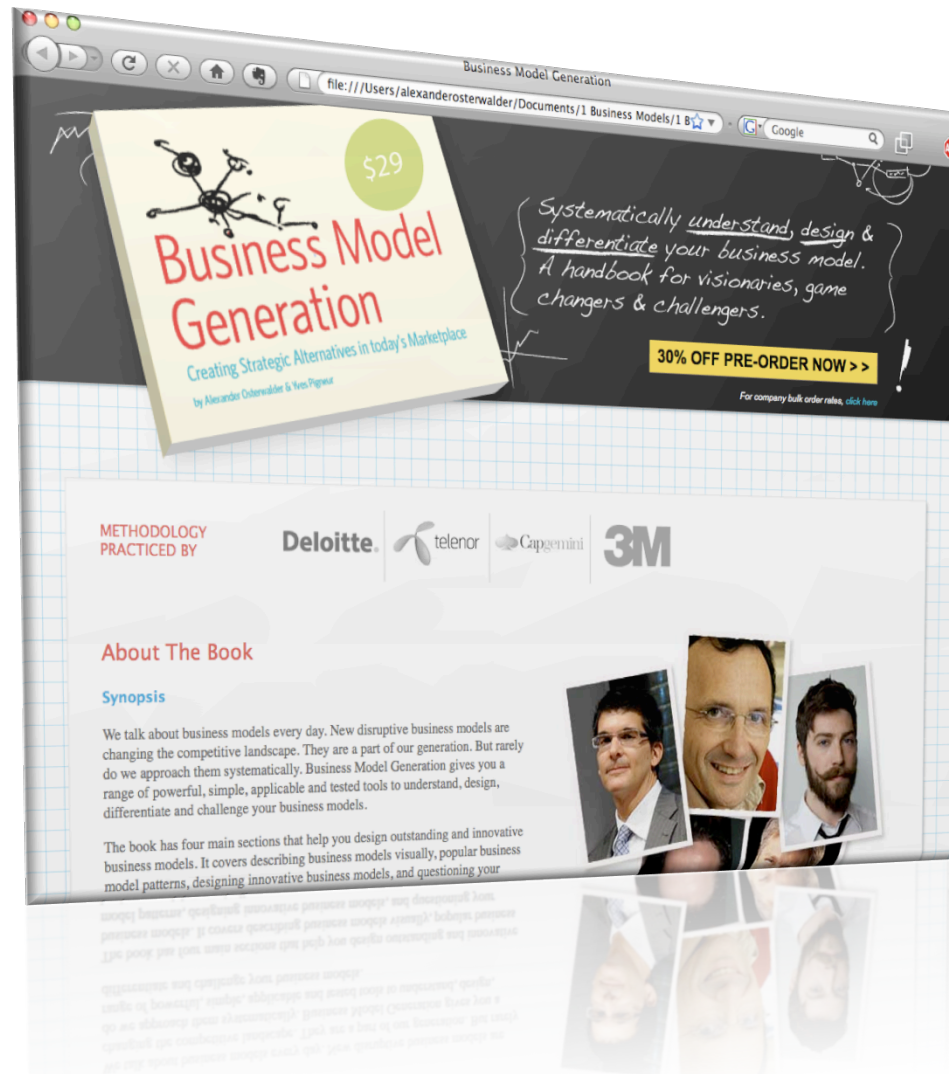 Business Model Generation
file:///Users/alexanderosterwalder/Documents/1 Business Models/1 B
Google
$29
Business Model
Generation
Creating Strategic Alternatives in today's Marketplace
by Alexander Osterwalder & Yves Pigneur
Systematically understand, design &
differentiate your business model.
A handbook for visionaries, game
changers & challengers.
30% OFF PRE-ORDER NOW > >
For company bulk order rates, click here
METHODOLOGY
PRACTICED BY
Deloitte.
telenor
Capgemini
3M
About The Book
Synopsis
We talk about business models every day. New disruptive business models are
changing the competitive landscape. They are a part of our generation. But rarely
do we approach them systematically. Business Model Generation gives you a
range of powerful, simple, applicable and tested tools to understand, design,
differentiate and challenge your business models.
The book has four main sections that help you design outstanding and innovative
business models. It covers describing business models visually, popular business
model patterns, designing innovative business models, and questioning your